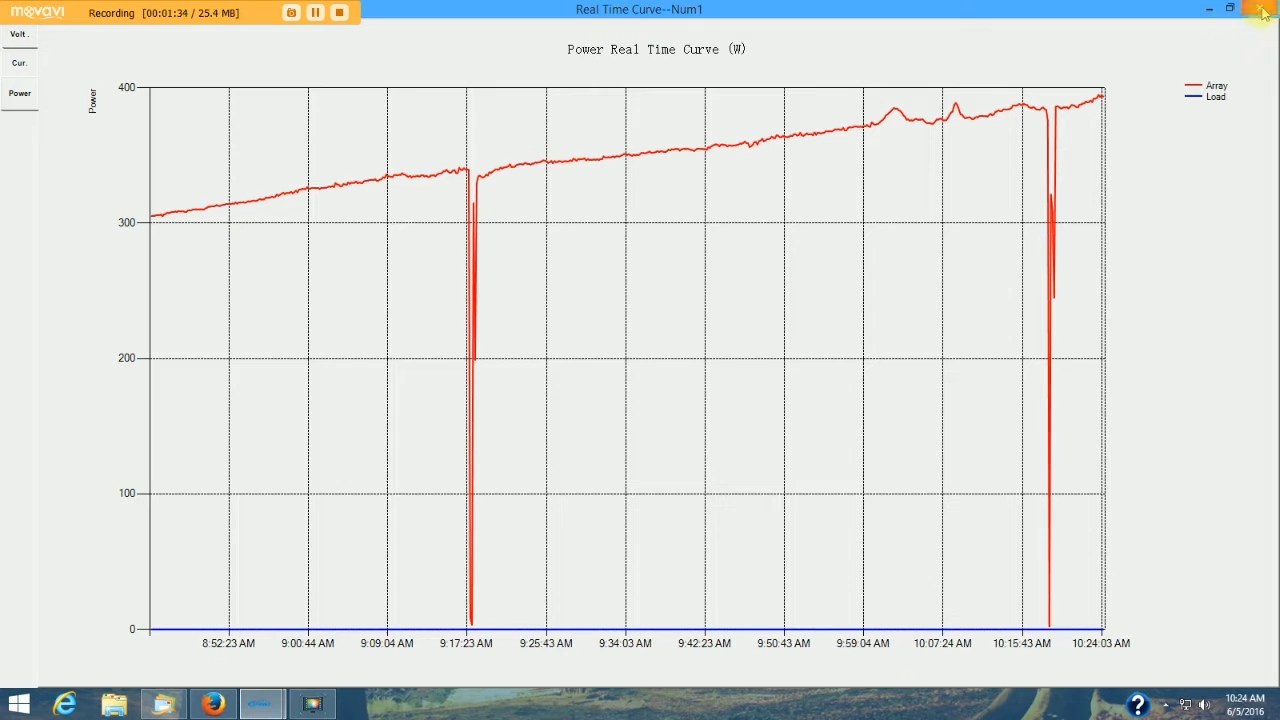 movavi Recording [00:01:34 / 25.4 MB] Real Time Curve--Num1
Volt.
Cur.
Power
Power Real Time Curve (W)
Power
400
300
200
100
0
8:52:23 AM 9:00:44 AM 9:09:04 AM 9:17:23 AM 9:25:43 AM 9:34:03 AM 9:42:23 AM 9:50:43 AM 9:59:04 AM 10:07:24 AM 10:15:43 AM 10:24:03 AM
Array
Load
10:24 AM
6/5/2016